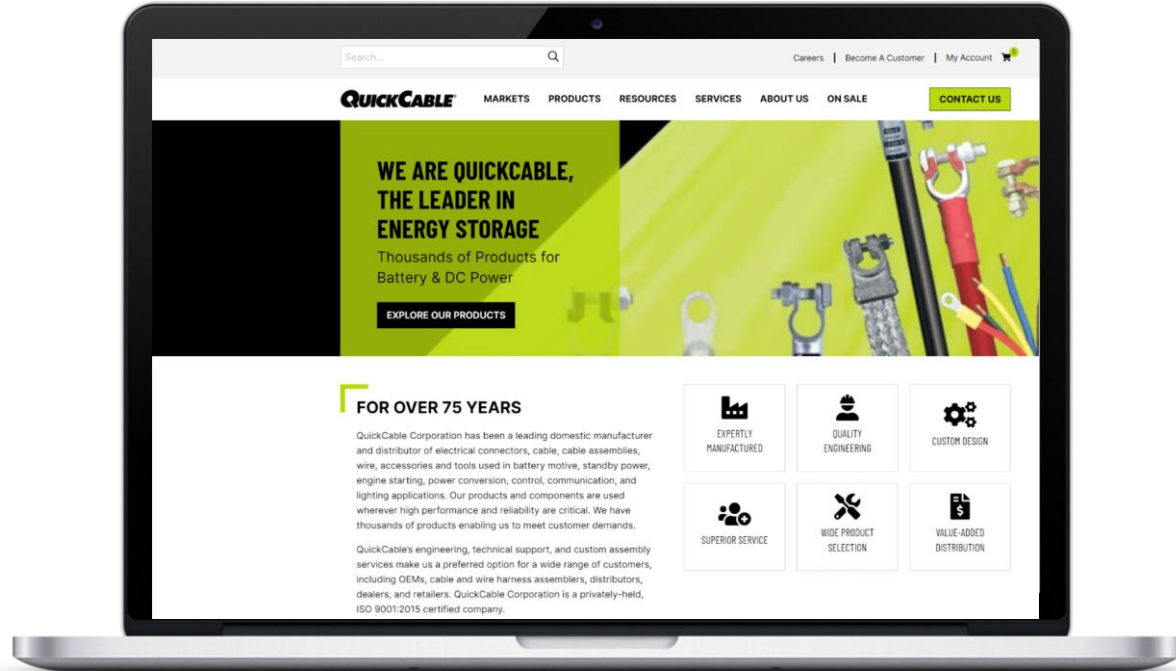 Search...
Careers | Become A Customer | My Account
QUICKCABLE
MARKETS PRODUCTS RESOURCES SERVICES ABOUT US ON SALE CONTACT US
WE ARE QUICKCABLE,
THE LEADER IN
ENERGY STORAGE
Thousands of Products for
Battery & DC Power
EXPLORE OUR PRODUCTS
FOR OVER 75 YEARS
QuickCable Corporation has been a leading domestic manufacturer
and distributor of electrical connectors, cable, cable assemblies,
wire, accessories and tools used in battery motive, standby power,
engine starting, power conversion, control, communication, and
lighting applications. Our products and components are used
wherever high performance and reliability are critical. We have
thousands of products enabling us to meet customer demands.
QuickCable's engineering, technical support, and custom assembly
services make us a preferred option for a wide range of customers,
including OEMs, cable and wire harness assemblers, distributors,
dealers, and retailers. QuickCable Corporation is a privately-held,
ISO 9001:2015 certified company.
EXPERTLY
MANUFACTURED
QUALITY
ENGINEERING
CUSTOM DESIGN
SUPERIOR SERVICE
WIDE PRODUCT
SELECTION
VALUE-ADDED
DISTRIBUTION